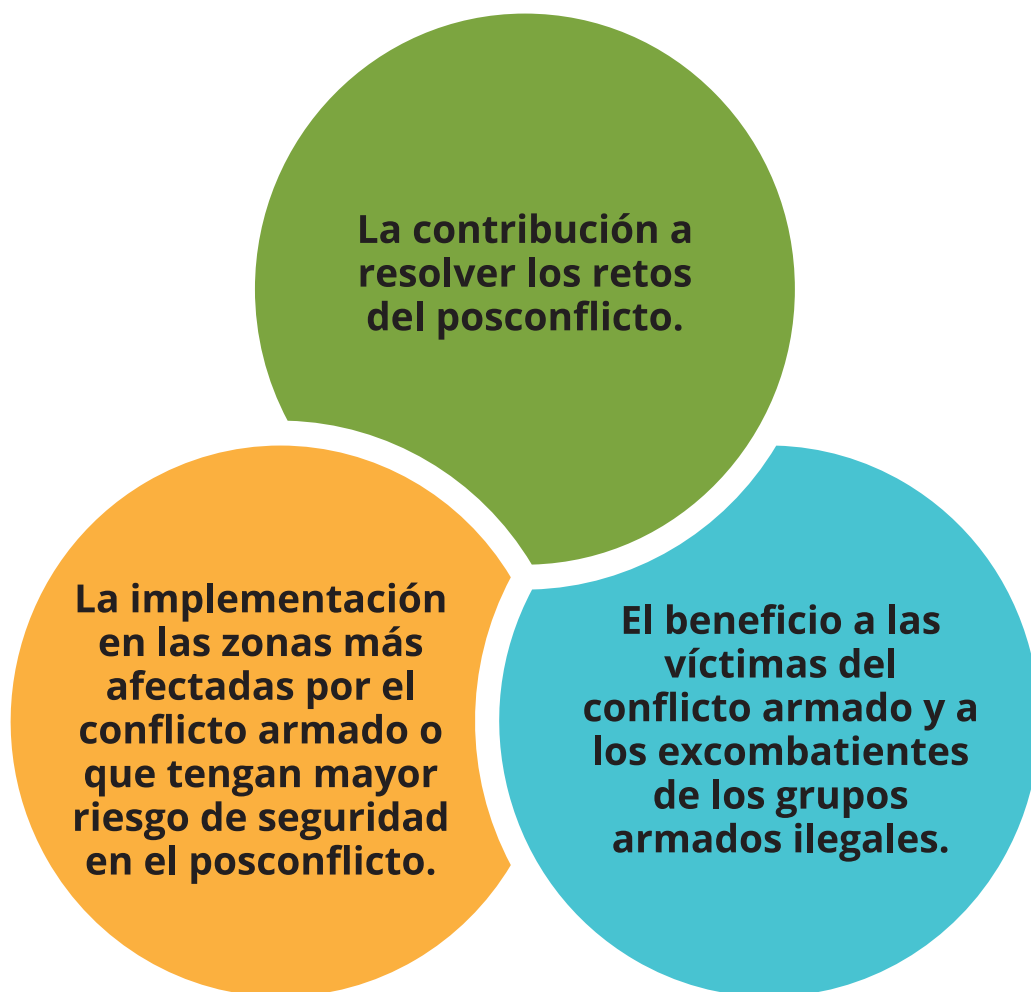 La contribución a
resolver los retos
del posconflicto.
La implementación
en las zonas más
afectadas por el
conflicto armado o
que tengan mayor
riesgo de seguridad
en el posconflicto.
El beneficio a las
víctimas del
conflicto armado y a
los excombatientes
de los grupos
armados ilegales.